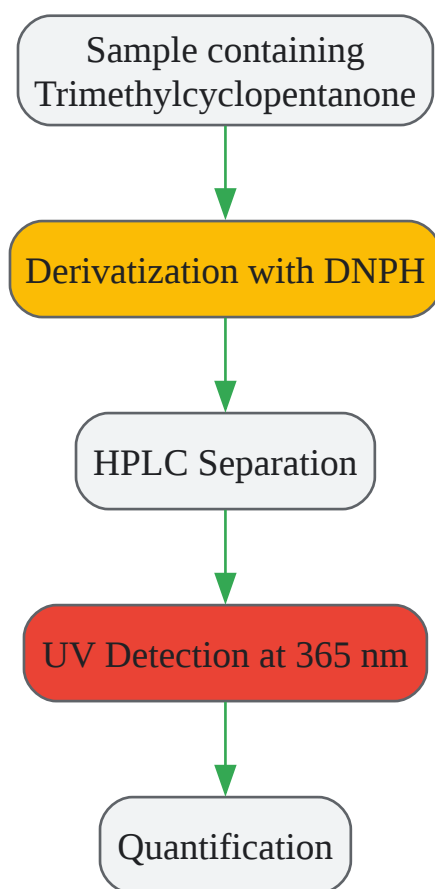 Sample containing
Trimethylcyclopentanone
Derivatization with DNPH
HPLC Separation
UV Detection at 365 nm
Quantification